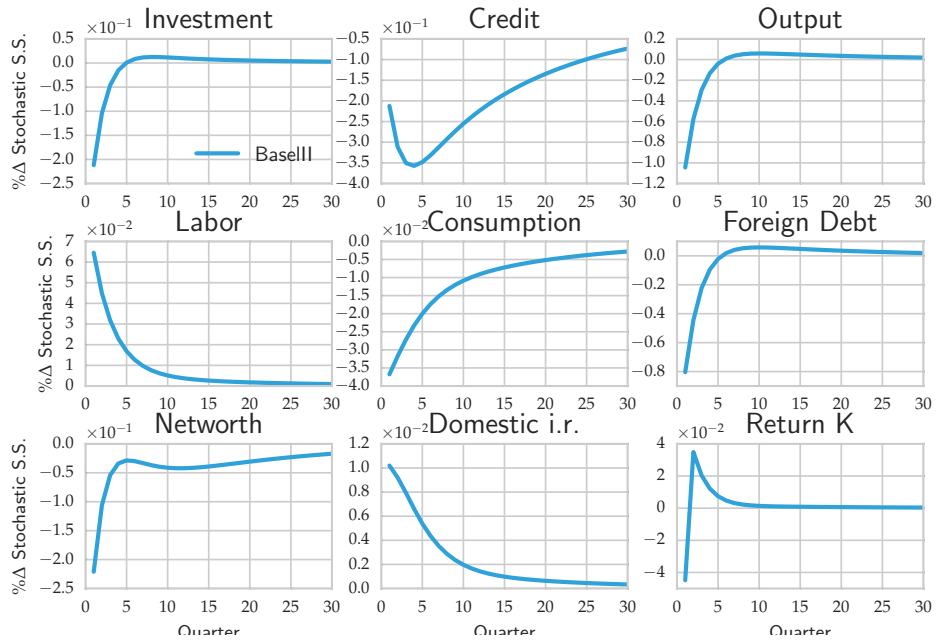 Investment
×10⁻¹
0.5
0.0
−0.5
−1.0
−1.5
−2.0
−2.5
%Δ Stochastic S.S.
BaselII
0 5 10 15 20 25 30
Credit
×10⁻¹
−0.5
−1.0
−1.5
−2.0
−2.5
−3.0
−3.5
−4.0
0 5 10 15 20 25 30
Output
0.2
0.0
−0.2
−0.4
−0.6
−0.8
−1.0
−1.2
0 5 10 15 20 25 30
Labor
×10⁻²
7
6
5
4
3
2
1
0
%Δ Stochastic S.S.
0 5 10 15 20 25 30
Consumption
×10⁻²
0.0
−0.5
−1.0
−1.5
−2.0
−2.5
−3.0
−3.5
−4.0
0 5 10 15 20 25 30
Foreign Debt
0.0
−0.2
−0.4
−0.6
−0.8
0 5 10 15 20 25 30
Networth
×10⁻¹
0.0
−0.5
−1.0
−1.5
−2.0
−2.5
%Δ Stochastic S.S.
0 5 10 15 20 25 30
Quarter
Domestic i.r.
×10⁻²
1.2
1.0
0.8
0.6
0.4
0.2
0.0
0 5 10 15 20 25 30
Quarter
Return K
×10⁻²
4
2
0
−2
−4
0 5 10 15 20 25 30
Quarter